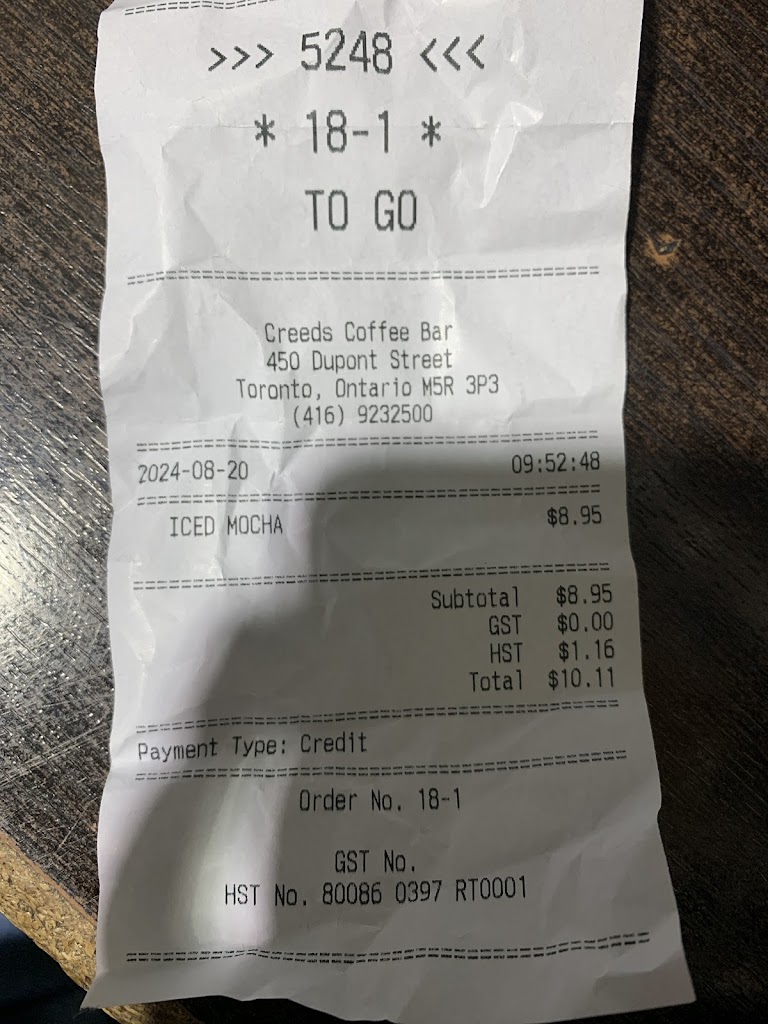 >>> 5248 <<<
* 18-1 *
TO GO
Creeds Coffee Bar
450 Dupont Street
Toronto, Ontario M5R 3P3
(416) 9232500
2024-08-20 09:52:48
ICED MOCHA $8.95
Subtotal $8.95
GST $0.00
HST $1.16
Total $10.11
Payment Type: Credit
Order No. 18-1
GST No.
HST No. 80086 0397 RT0001